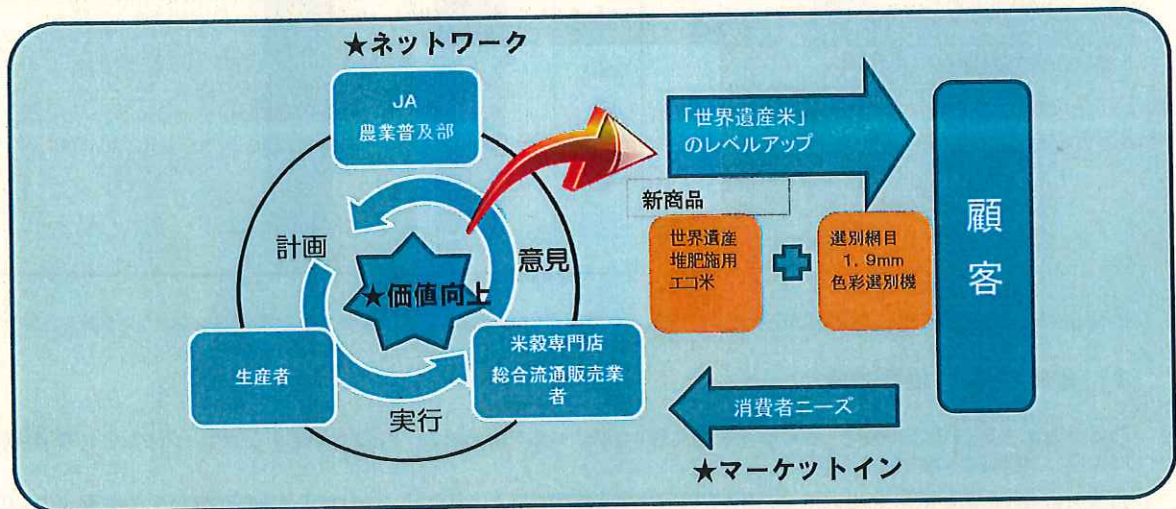 ★ネットワーク
JA
農業普及部
計画
意見
★価値向上
生産者
米穀専門店
総合流通販売業
者
実行
「世界遺産米」
のレベルアップ
新商品
世界遺産
堆肥施用
エコ米
選別網目
1．9mm
色彩選別機
顧客
消費者ニーズ
★マーケットイン